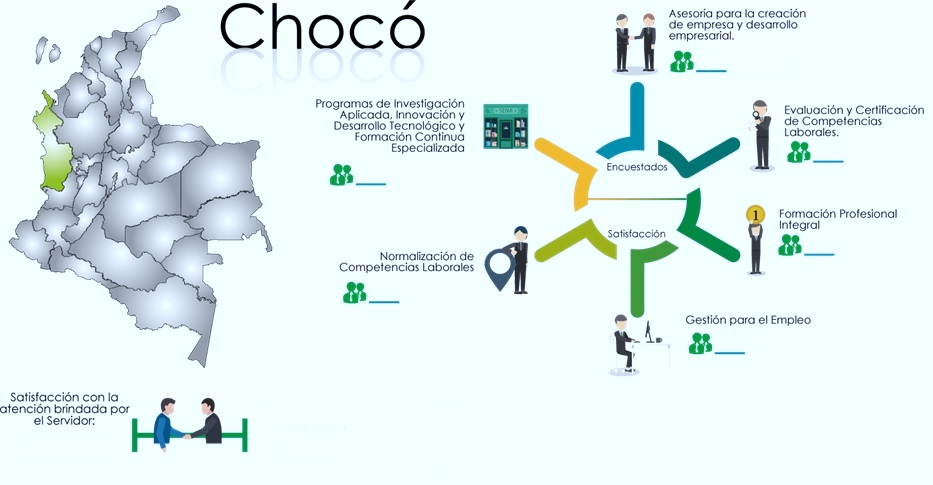 Chocó
Asesoría para la creación
de empresa y desarrollo
empresarial.
Programas de Investigación
Aplicada, Innovación y
Desarrollo Tecnológico y
Formación Continua
Especializada
Evaluación y Certificación
de Competencias
Laborales.
Encuestados
Formación Profesional
Integral
1
Satisfacción
Normalización de
Competencias Laborales
Gestión para el Empleo
Satisfacción con la
atención brindada por
el Servidor: